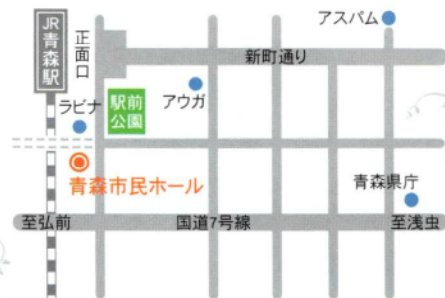 アスパム
JR青森駅
正面口
新町通り
ラビナ
駅前
公園
アウガ
青森市民ホール
青森県庁
至弘前
国道7号線
至浅虫